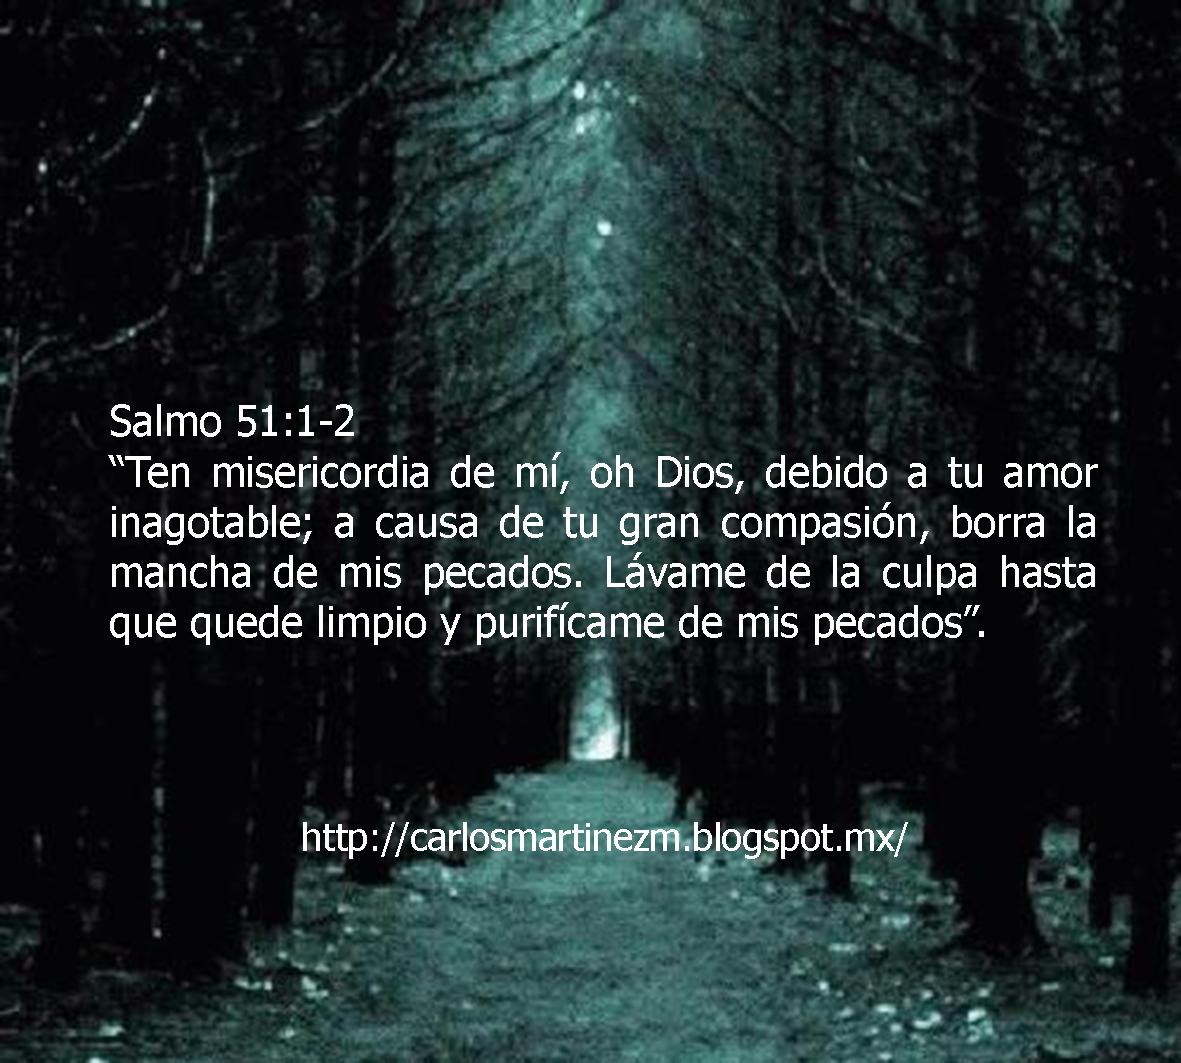 Salmo 51:1-2
“Ten misericordia de mí, oh Dios, debido a tu amor
inagotable; a causa de tu gran compasión, borra la
mancha de mis pecados. Lávame de la culpa hasta
que quede limpio y purifícame de mis pecados”.
http://carlosmartinezm.blogspot.mx/